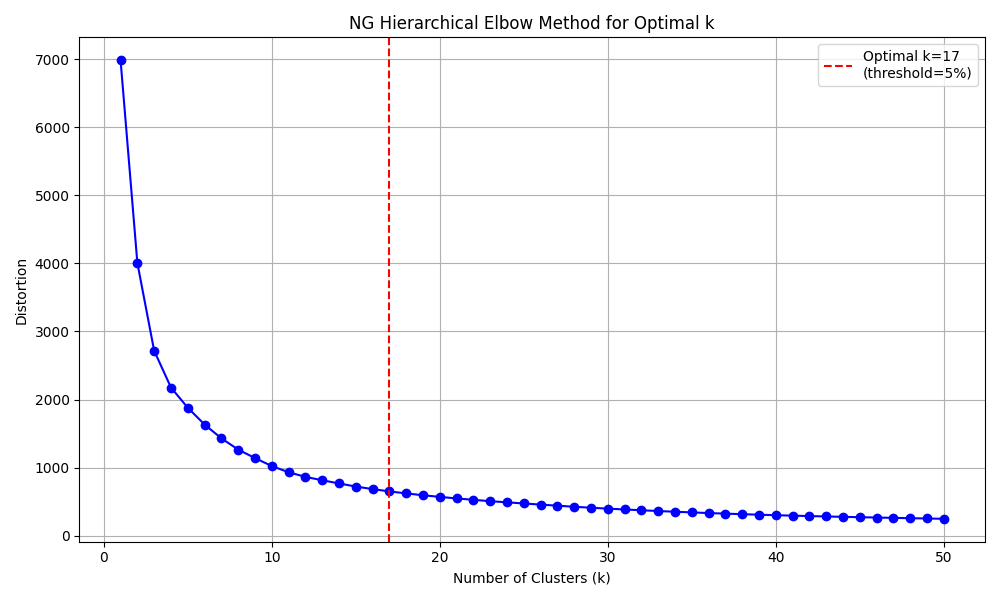 NG Hierarchical Elbow Method for Optimal k
Optimal k=17
(threshold=5%)
Distortion
7000
6000
5000
4000
3000
2000
1000
0
0 10 20 30 40 50
Number of Clusters (k)